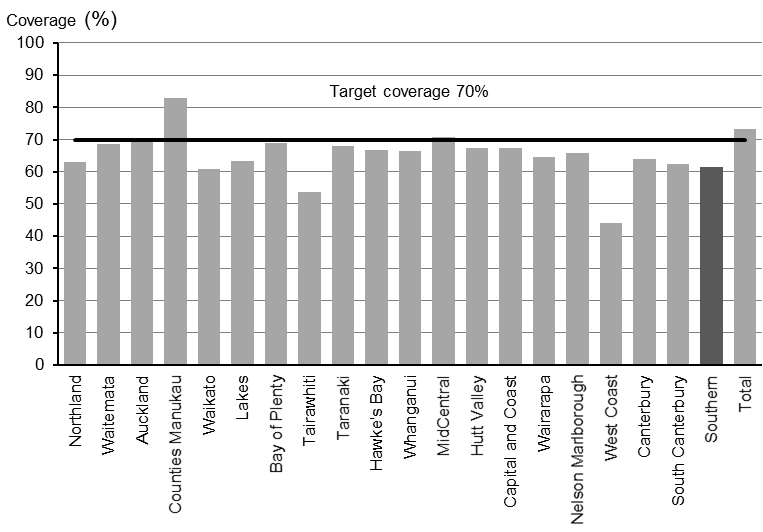 Coverage (%)
100
90
80
70
60
50
40
30
20
10
0
Target coverage 70%
Northland
Waitemata
Auckland
Counties Manukau
Waikato
Lakes
Bay of Plenty
Tairawhiti
Taranaki
Hawke's Bay
Whanganui
MidCentral
Hutt Valley
Capital and Coast
Wairarapa
Nelson Marlborough
West Coast
Canterbury
South Canterbury
Southern
Total